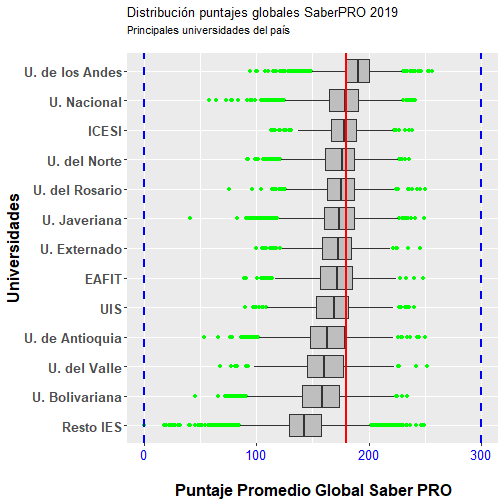 Distribución puntajes globales SaberPRO 2019
Principales universidades del país
Universidades
U. de los Andes
U. Nacional
ICESI
U. del Norte
U. del Rosario
U. Javeriana
U. Externado
EAFIT
UIS
U. de Antioquia
U. del Valle
U. Bolivariana
Resto IES
0 100 200 300
Puntaje Promedio Global Saber PRO